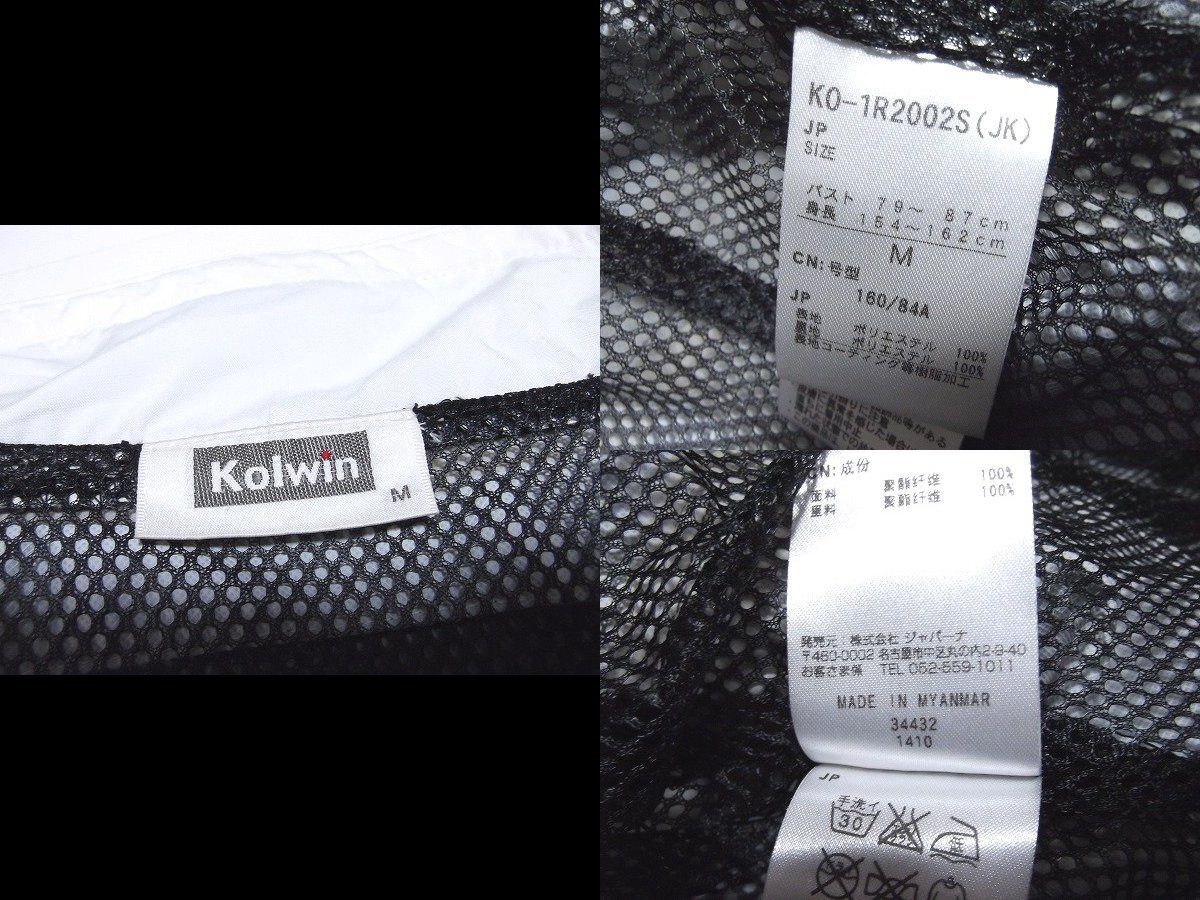 Kolwin
M
KO-1R2002S(JK)
JP
SIZE
バスト 79～ 87cm
身長 154～162cm
M
CN:号型
160/84A
JP
表地 ポリエステル 100%
裏地 ポリエステル 100%
裏地コーティング等樹脂加工
CN:成份
面料 聚酯纤维 100%
里料 聚酯纤维 100%
発売元:株式会社 ジャパーナ
〒460-0002 名古屋市中区丸の内2-9-40
お客さま係 TEL 052-559-1011
MADE IN MYANMAR
34432
1410
JP
手洗イ
30
低